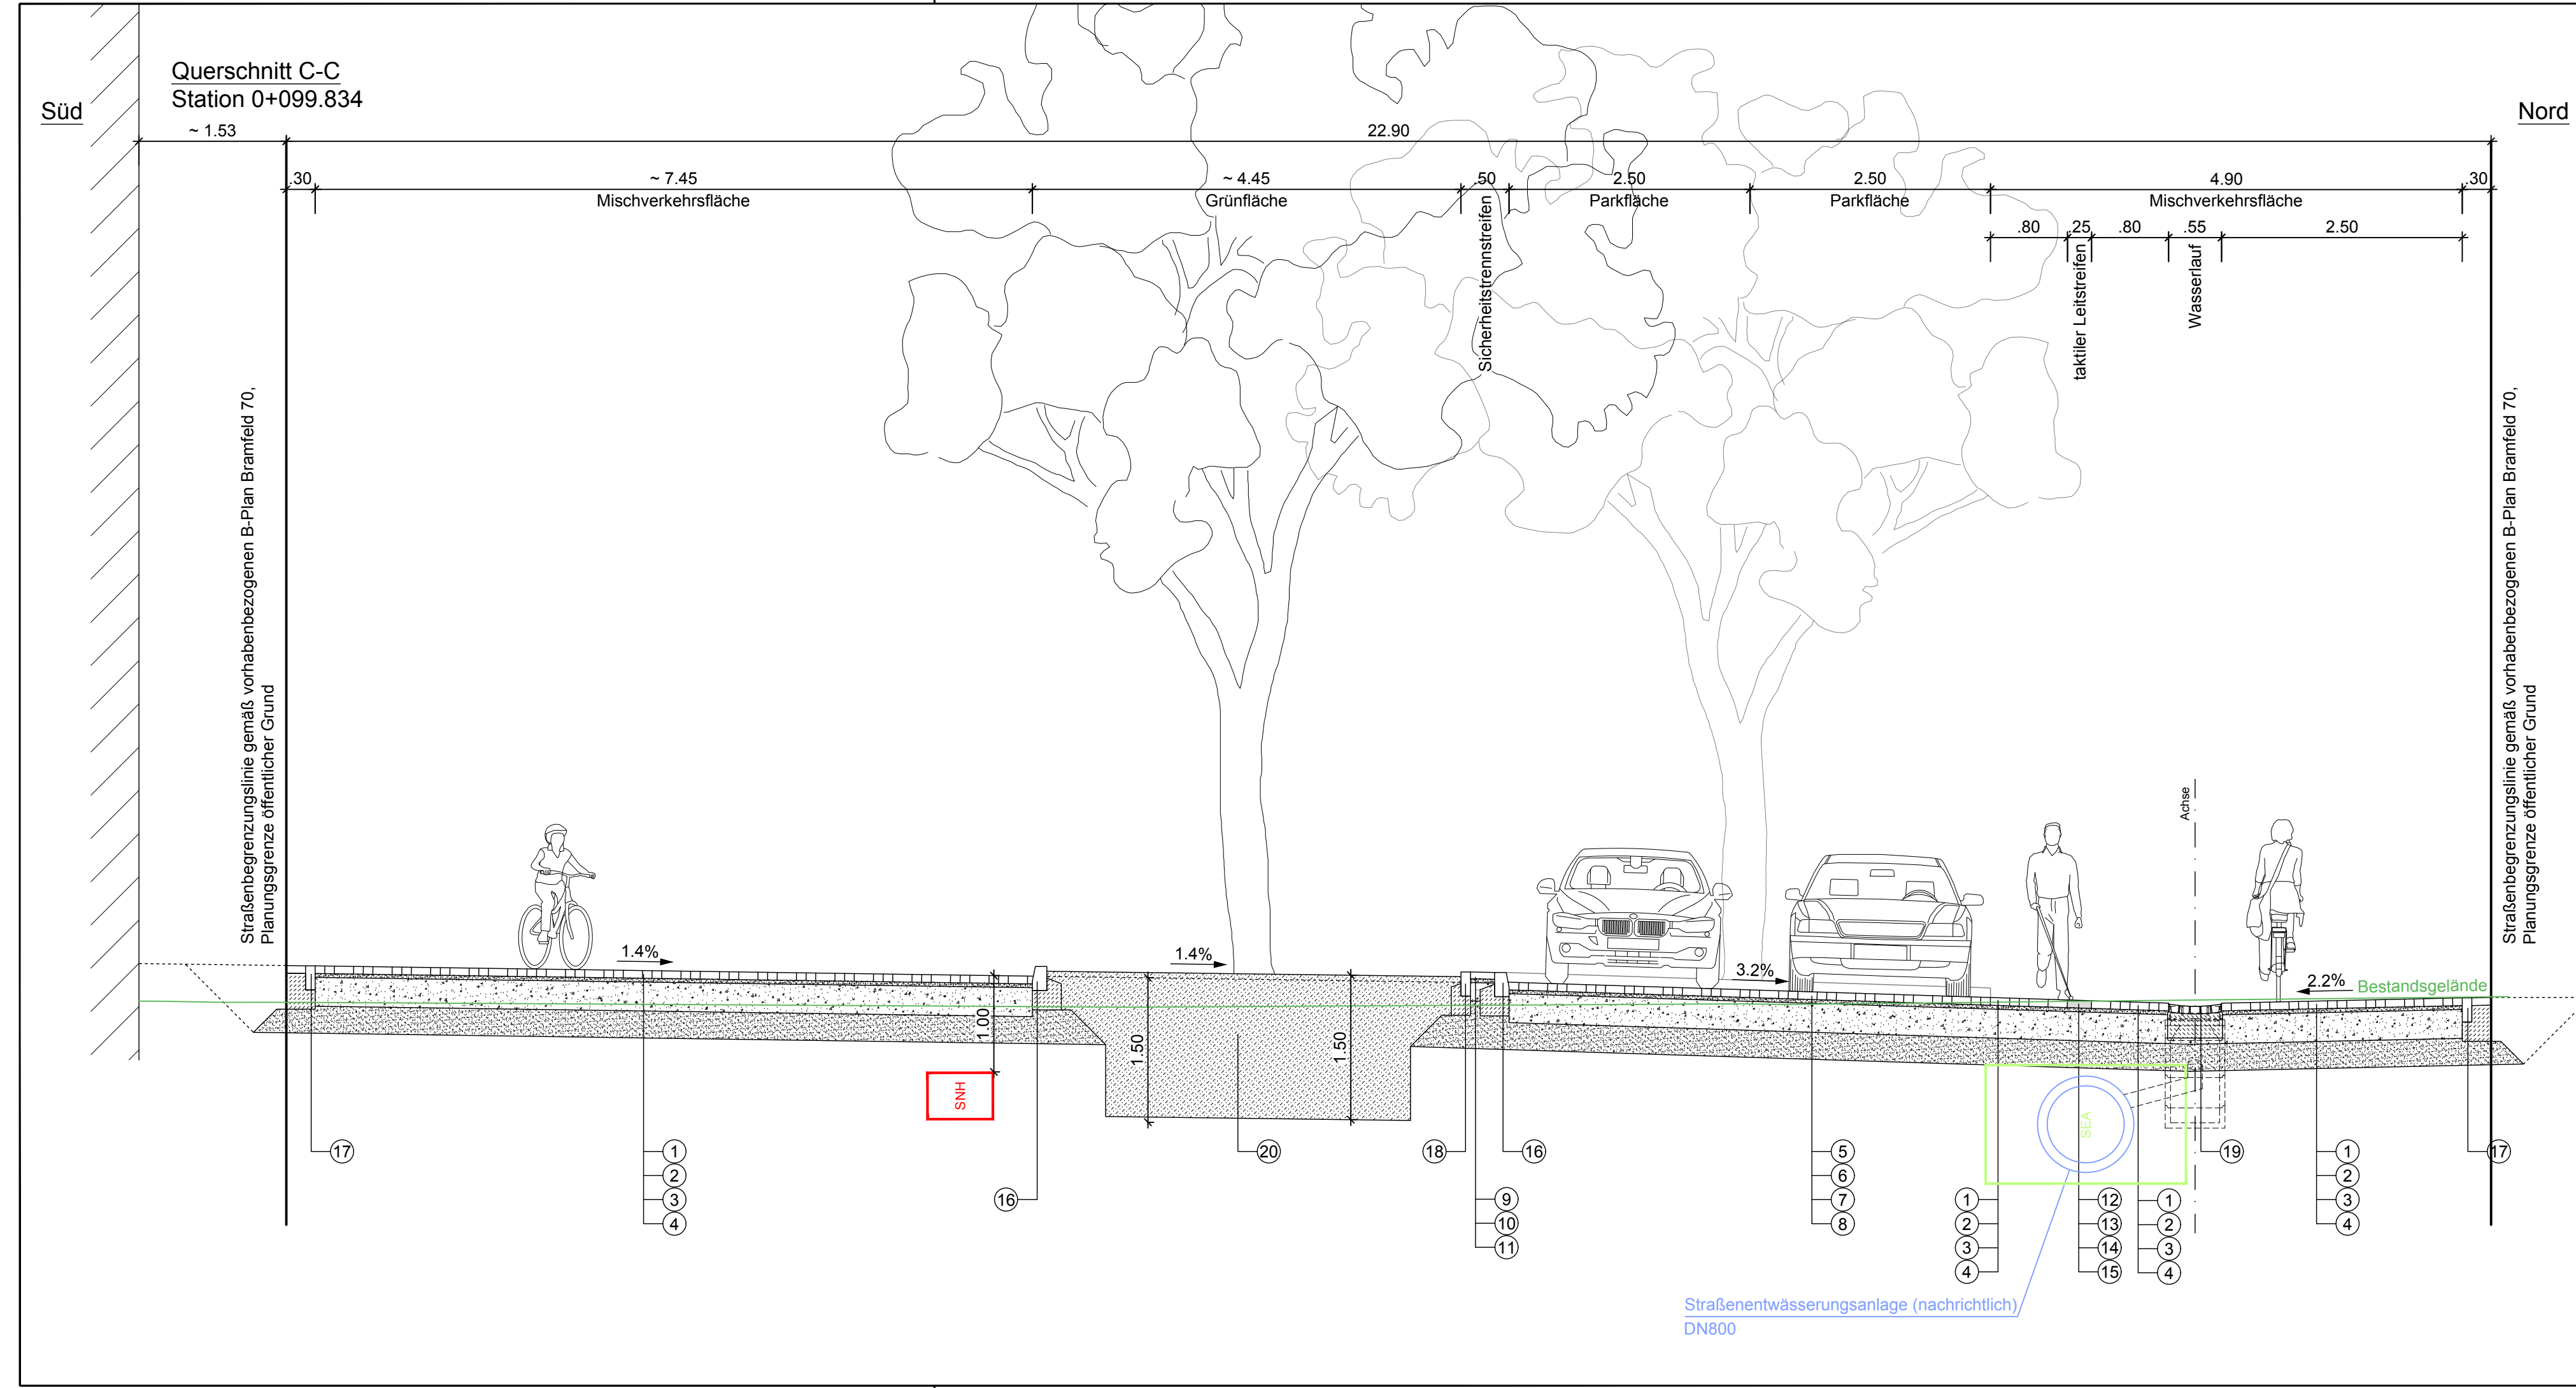 Querschnitt C-C
Station 0+099.834
Süd
Nord
~ 1.53
22.90
.30
~ 7.45
~ 4.45
.50
2.50
2.50
4.90
.30
Mischverkehrsfläche
Grünfläche
Sicherheitstrennstreifen
Parkfläche
Parkfläche
Mischverkehrsfläche
.80
.25
.80
.55
2.50
taktiler Leitstreifen
Wasserlauf
Straßenbegrenzungslinie gemäß vorhabenbezogenen B-Plan Bramfeld 70,
Planungsgrenze öffentlicher Grund
Straßenbegrenzungslinie gemäß vorhabenbezogenen B-Plan Bramfeld 70,
Planungsgrenze öffentlicher Grund
Achse
1.4%
1.4%
3.2%
2.2%
Bestandsgelände
1.00
1.50
1.50
SNH
SEA
17
1
2
3
4
16
20
18
16
9
10
11
5
6
7
8
1
2
3
4
12
13
14
15
1
2
3
4
19
1
2
3
4
17
Straßenentwässerungsanlage (nachrichtlich)
DN800